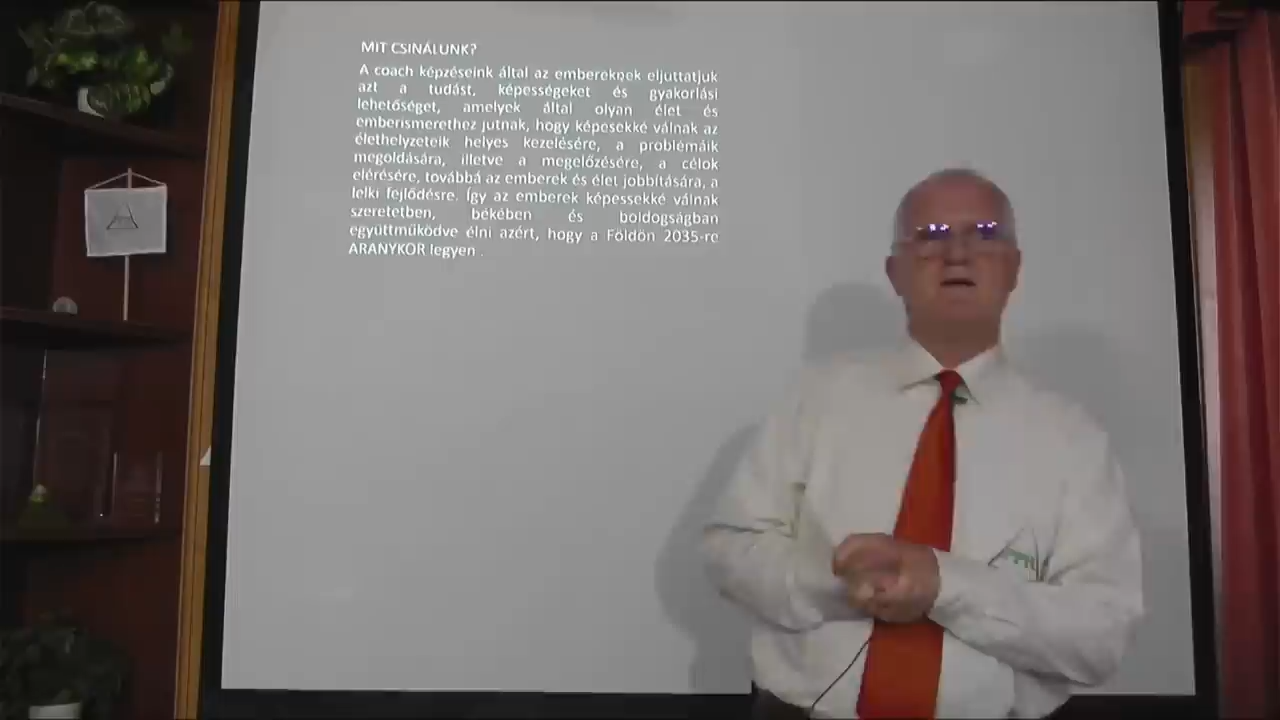 MIT CSINÁLUNK?
A coach képzéseink által az embereknek eljuttatjuk
azt a tudást, képességeket és gyakorlási
lehetőséget, amelyek által olyan élet és
emberismerethez jutnak, hogy képesekké válnak az
élethelyzeteik helyes kezelésére, a problémáik
megoldására, illetve a megelőzésére, a célok
elérésére, továbbá az emberek és élet jobbítására, a
lelki fejlődésre. Így az emberek képessekké válnak
szeretetben, békében és boldogságban
együttműködve élni azért, hogy a Földön 2035-re
ARANYKOR legyen .